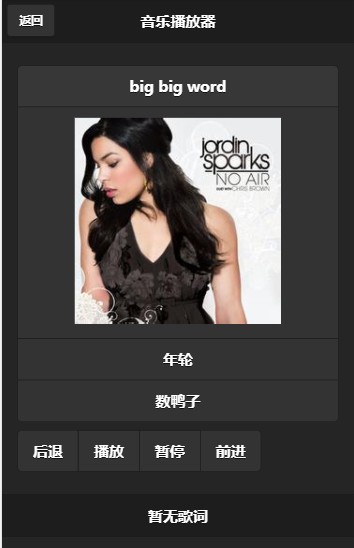 返回
音乐播放器
big big word
jordin
sparks
NO AIR
DUET WITH CHRIS BROWN
年轮
数鸭子
后退
播放
暂停
前进
暂无歌词